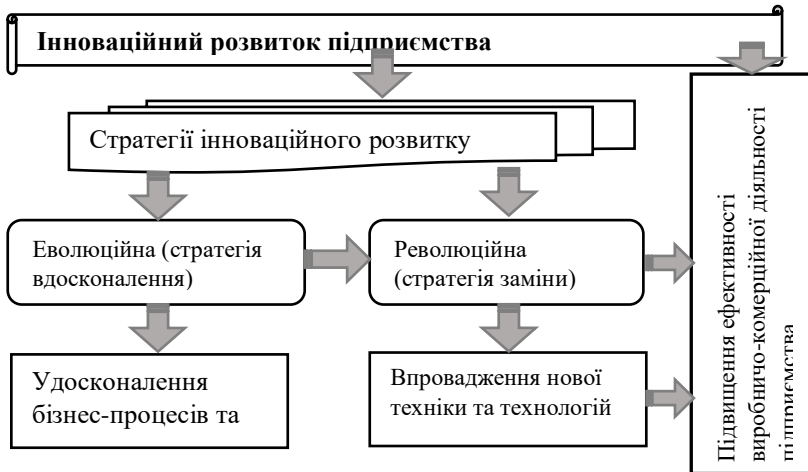 Інноваційний розвиток підприємства
Стратегії інноваційного розвитку
Еволюційна (стратегія
вдосконалення)
Революційна
(стратегія заміни)
Удосконалення
бізнес-процесів та
Впровадження нової
техніки та технологій
Підвищення ефективності
виробничо-комерційної діяльності
підприємства